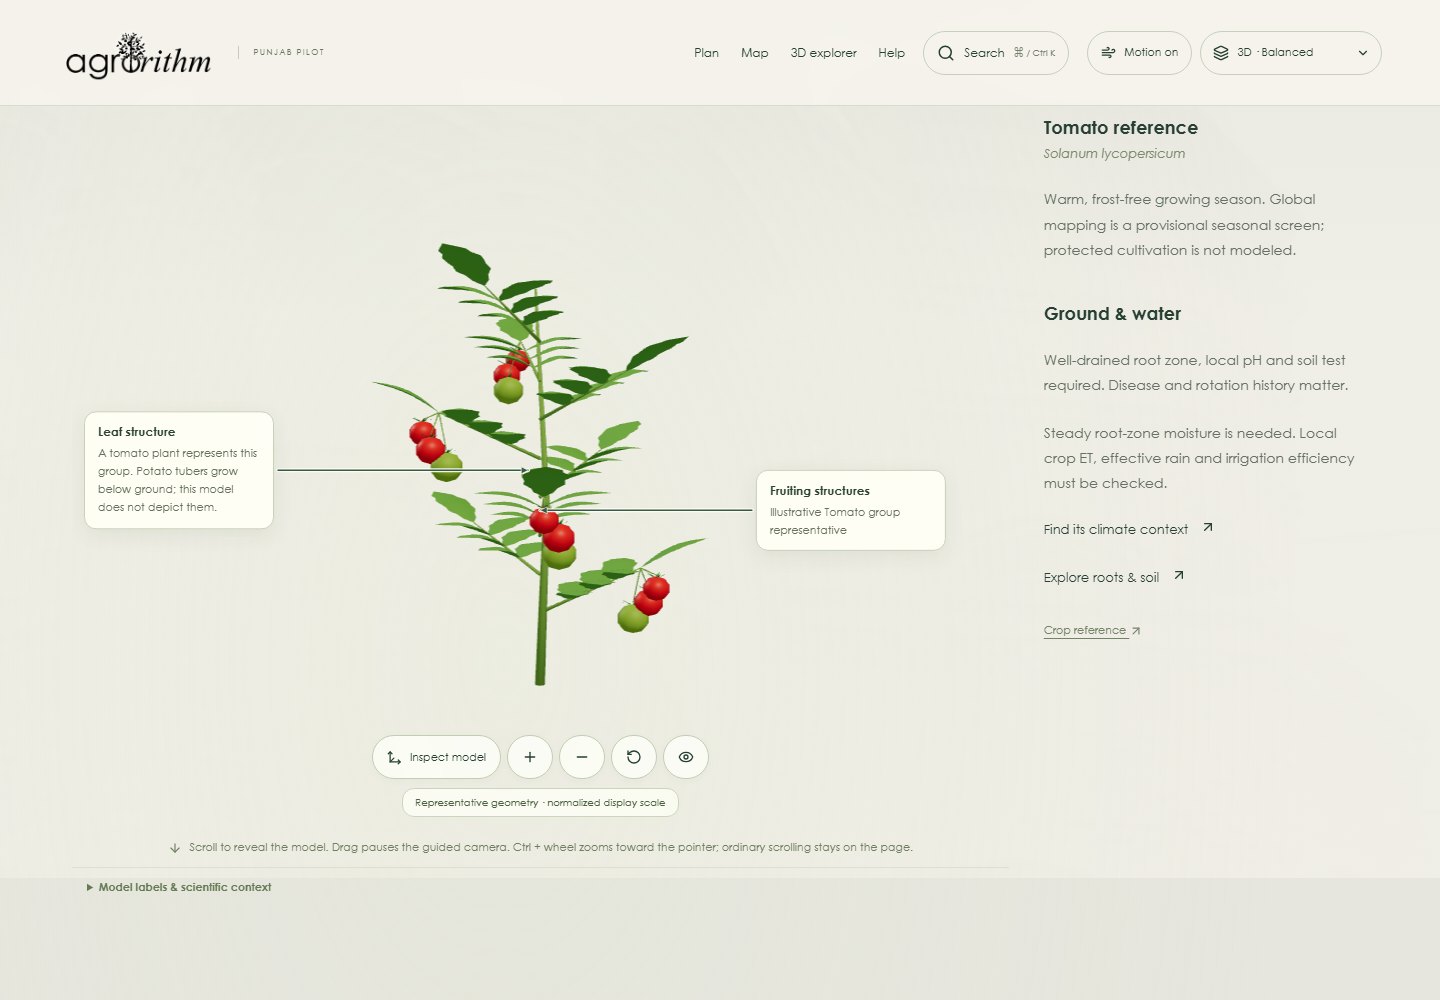 agrorithm
PUNJAB PILOT
Plan
Map
3D explorer
Help
Search ⌘ / Ctrl K
Motion on
3D · Balanced
Tomato reference
Solanum lycopersicum
Warm, frost-free growing season. Global
mapping is a provisional seasonal screen;
protected cultivation is not modeled.
Ground & water
Well-drained root zone, local pH and soil test
required. Disease and rotation history matter.
Steady root-zone moisture is needed. Local
crop ET, effective rain and irrigation efficiency
must be checked.
Find its climate context
Explore roots & soil
Crop reference
Leaf structure
A tomato plant represents this
group. Potato tubers grow
below ground; this model
does not depict them.
Fruiting structures
Illustrative Tomato group
representative
Inspect model
Representative geometry · normalized display scale
Scroll to reveal the model. Drag pauses the guided camera. Ctrl + wheel zooms toward the pointer; ordinary scrolling stays on the page.
Model labels & scientific context